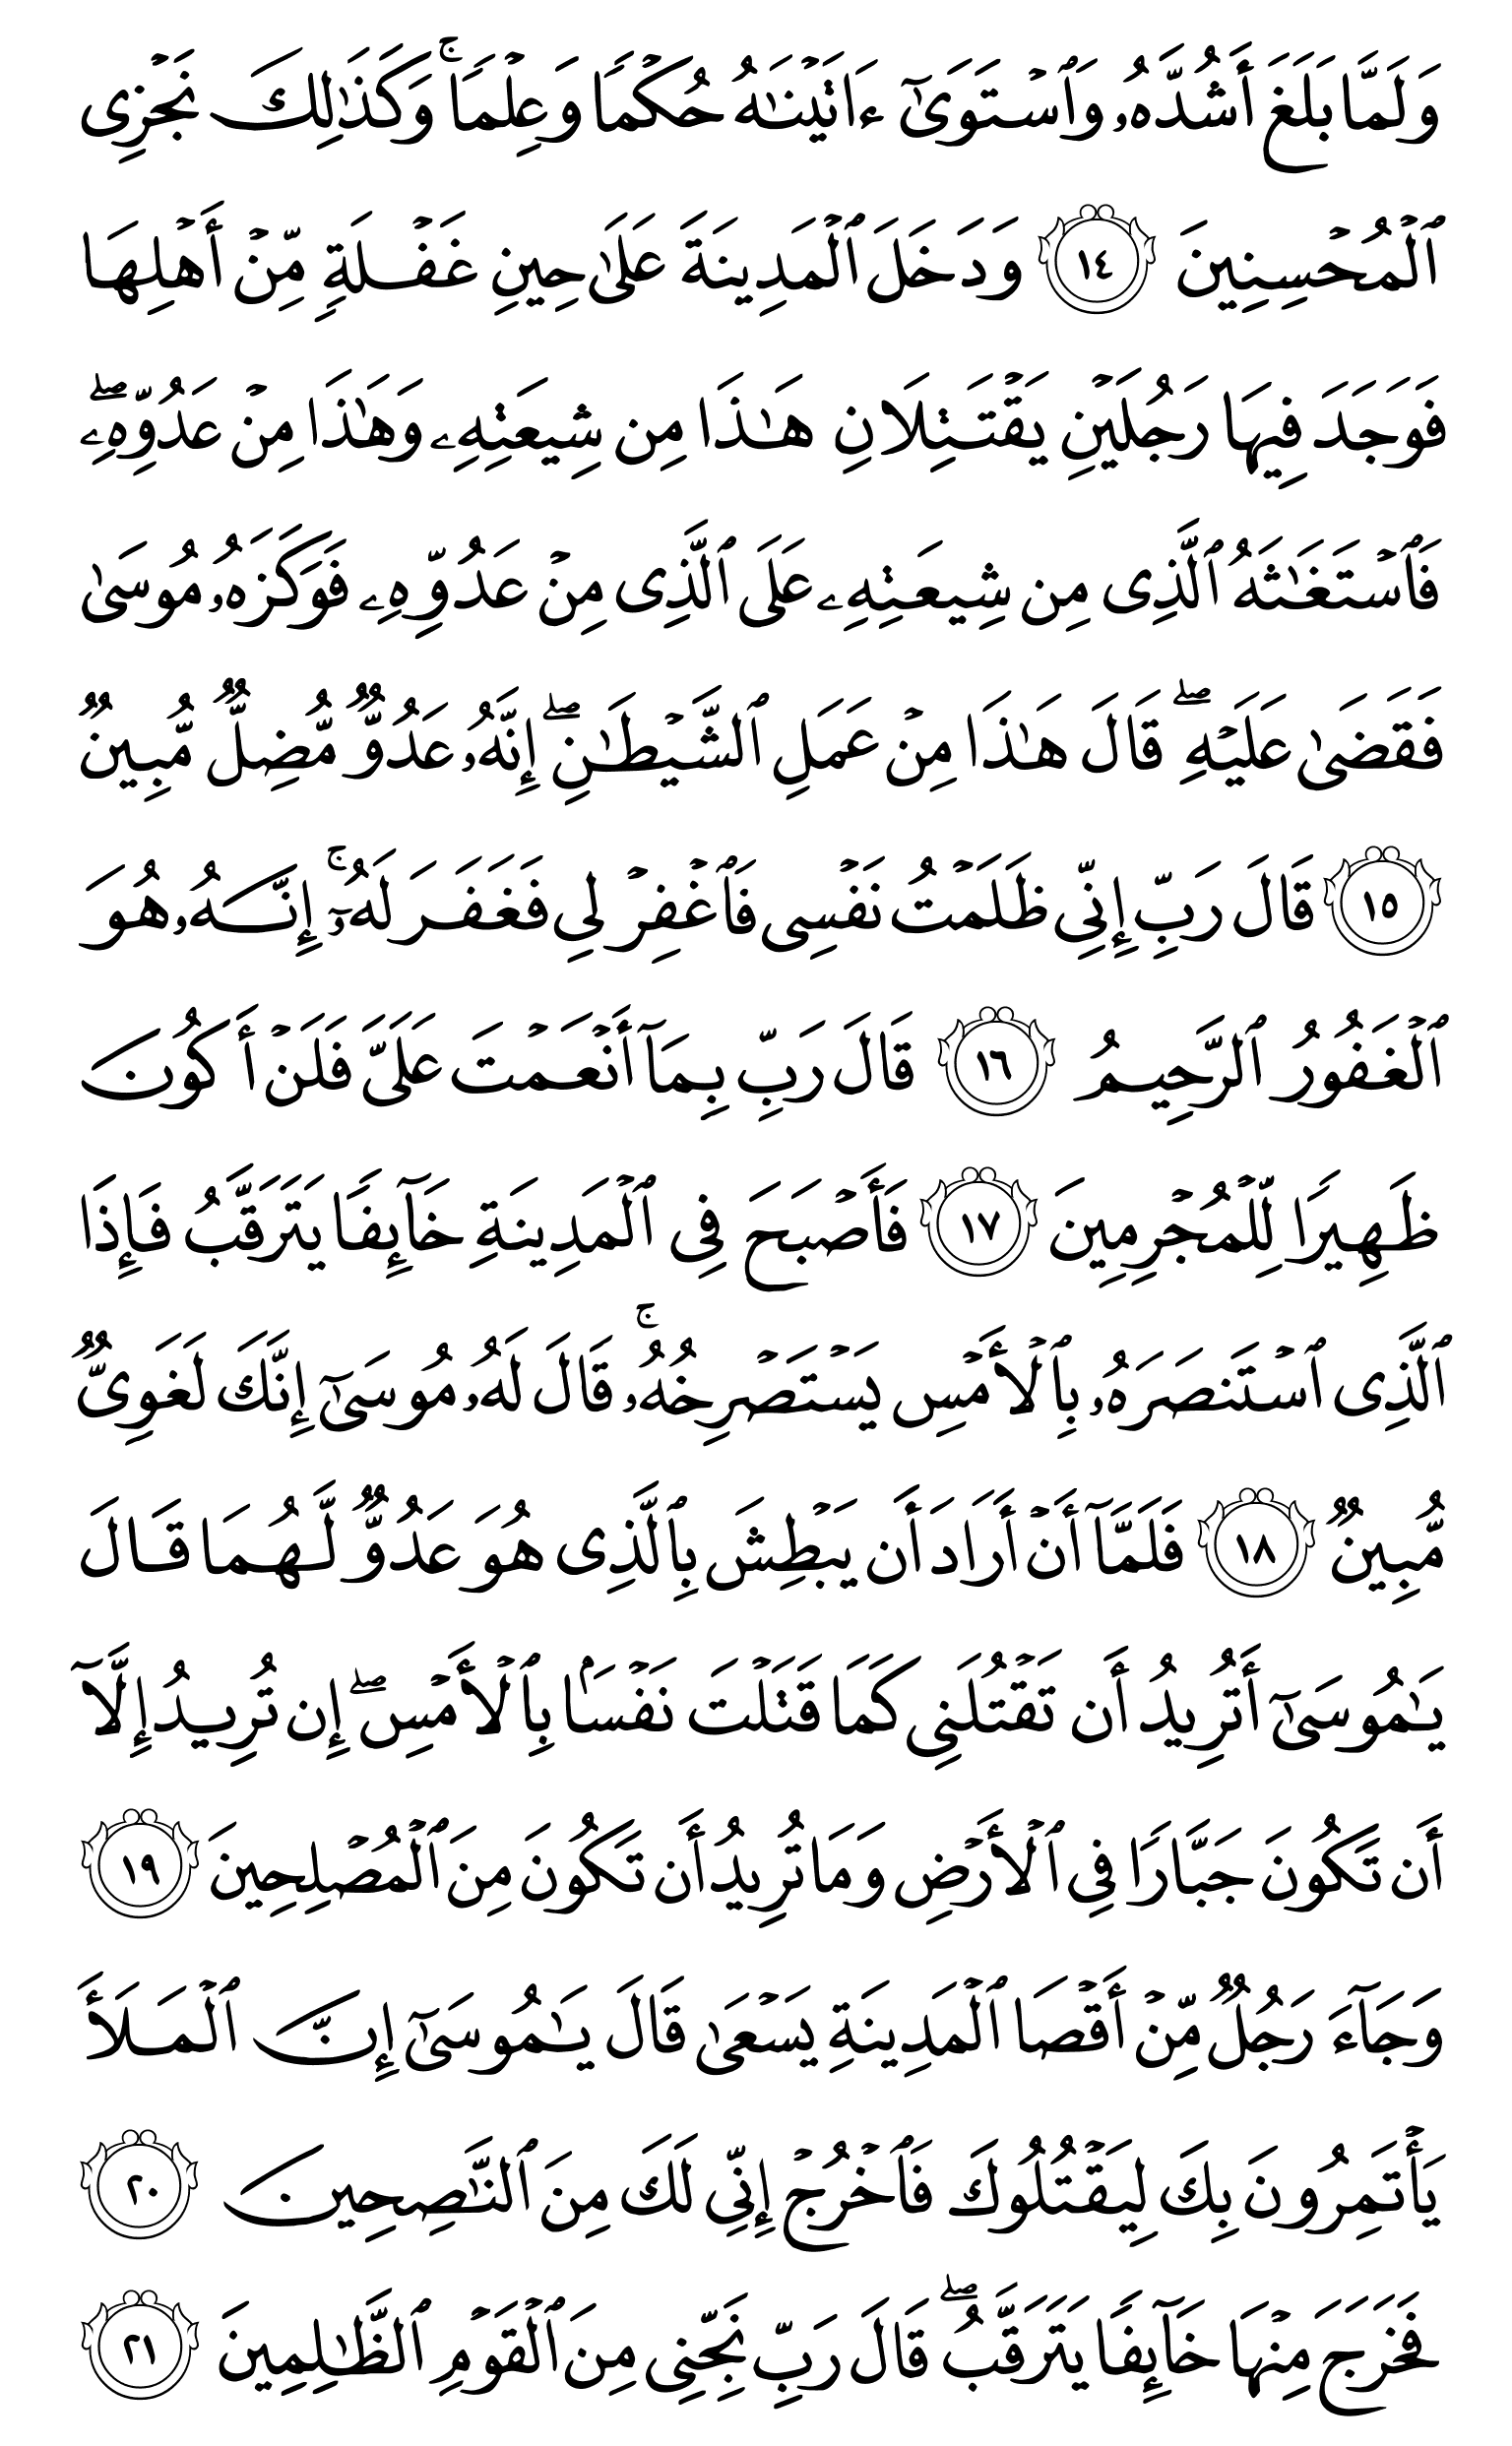 وَلَمَّا بَلَغَ أَشُدَّهُۥ وَٱسۡتَوَىٰٓ ءَاتَيۡنَٰهُ حُكۡمٗا وَعِلۡمٗاۚ وَكَذَٰلِكَ نَجۡزِي
ٱلۡمُحۡسِنِينَ ١٤ وَدَخَلَ ٱلۡمَدِينَةَ عَلَىٰ حِينِ غَفۡلَةٖ مِّنۡ أَهۡلِهَا
فَوَجَدَ فِيهَا رَجُلَيۡنِ يَقۡتَتِلَانِ هَٰذَا مِن شِيعَتِهِۦ وَهَٰذَا مِنۡ عَدُوِّهِۦۖ
فَٱسۡتَغَٰثَهُ ٱلَّذِي مِن شِيعَتِهِۦ عَلَى ٱلَّذِي مِنۡ عَدُوِّهِۦ فَوَكَزَهُۥ مُوسَىٰ
فَقَضَىٰ عَلَيۡهِۖ قَالَ هَٰذَا مِنۡ عَمَلِ ٱلشَّيۡطَٰنِۖ إِنَّهُۥ عَدُوّٞ مُّضِلّٞ مُّبِينٞ
١٥ قَالَ رَبِّ إِنِّي ظَلَمۡتُ نَفۡسِي فَٱغۡفِرۡ لِي فَغَفَرَ لَهُۥٓۚ إِنَّهُۥ هُوَ
ٱلۡغَفُورُ ٱلرَّحِيمُ ١٦ قَالَ رَبِّ بِمَآ أَنۡعَمۡتَ عَلَيَّ فَلَنۡ أَكُونَ
ظَهِيرٗا لِّلۡمُجۡرِمِينَ ١٧ فَأَصۡبَحَ فِي ٱلۡمَدِينَةِ خَآئِفٗا يَتَرَقَّبُ فَإِذَا
ٱلَّذِي ٱسۡتَنصَرَهُۥ بِٱلۡأَمۡسِ يَسۡتَصۡرِخُهُۥۚ قَالَ لَهُۥ مُوسَىٰٓ إِنَّكَ لَغَوِيّٞ
مُّبِينٞ ١٨ فَلَمَّآ أَنۡ أَرَادَ أَن يَبۡطِشَ بِٱلَّذِي هُوَ عَدُوّٞ لَّهُمَا قَالَ
يَٰمُوسَىٰٓ أَتُرِيدُ أَن تَقۡتُلَنِي كَمَا قَتَلۡتَ نَفۡسَۢا بِٱلۡأَمۡسِۖ إِن تُرِيدُ إِلَّآ
أَن تَكُونَ جَبَّارٗا فِي ٱلۡأَرۡضِ وَمَا تُرِيدُ أَن تَكُونَ مِنَ ٱلۡمُصۡلِحِينَ ١٩
وَجَآءَ رَجُلٞ مِّنۡ أَقۡصَا ٱلۡمَدِينَةِ يَسۡعَىٰ قَالَ يَٰمُوسَىٰٓ إِنَّ ٱلۡمَلَأَ
يَأۡتَمِرُونَ بِكَ لِيَقۡتُلُوكَ فَٱخۡرُجۡ إِنِّي لَكَ مِنَ ٱلنَّٰصِحِينَ ٢٠
فَخَرَجَ مِنۡهَا خَآئِفٗا يَتَرَقَّبُۖ قَالَ رَبِّ نَجِّنِي مِنَ ٱلۡقَوۡمِ ٱلظَّٰلِمِينَ ٢١